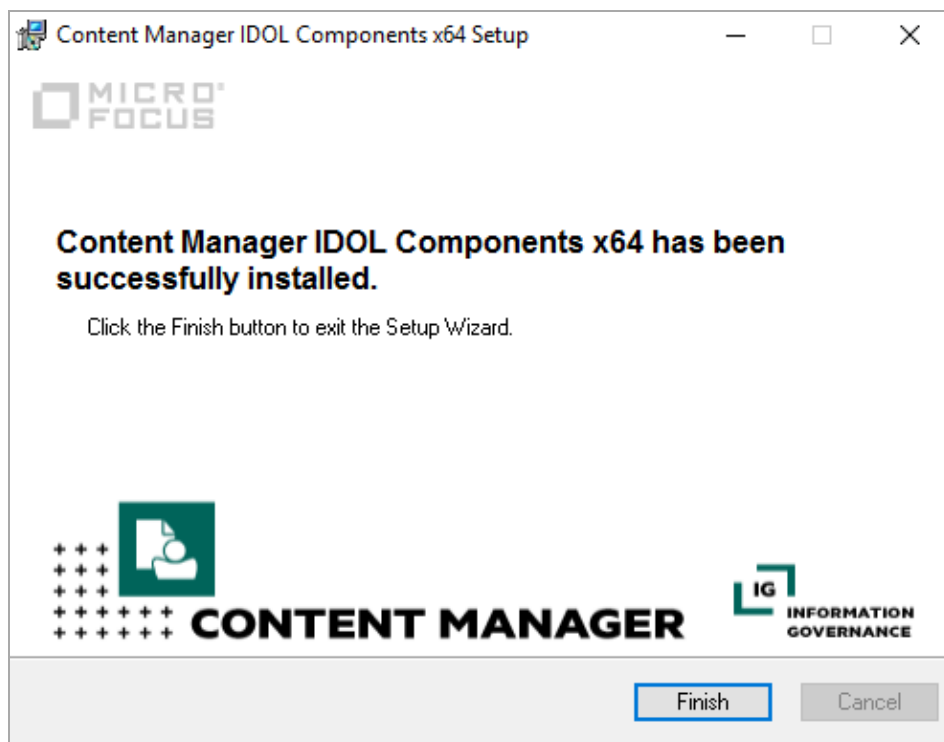 Content Manager IDOL Components x64 Setup
MICRO
FOCUS
Content Manager IDOL Components x64 has been
successfully installed.
Click the Finish button to exit the Setup Wizard.
CONTENT MANAGER
IG
INFORMATION
GOVERNANCE
Finish
Cancel